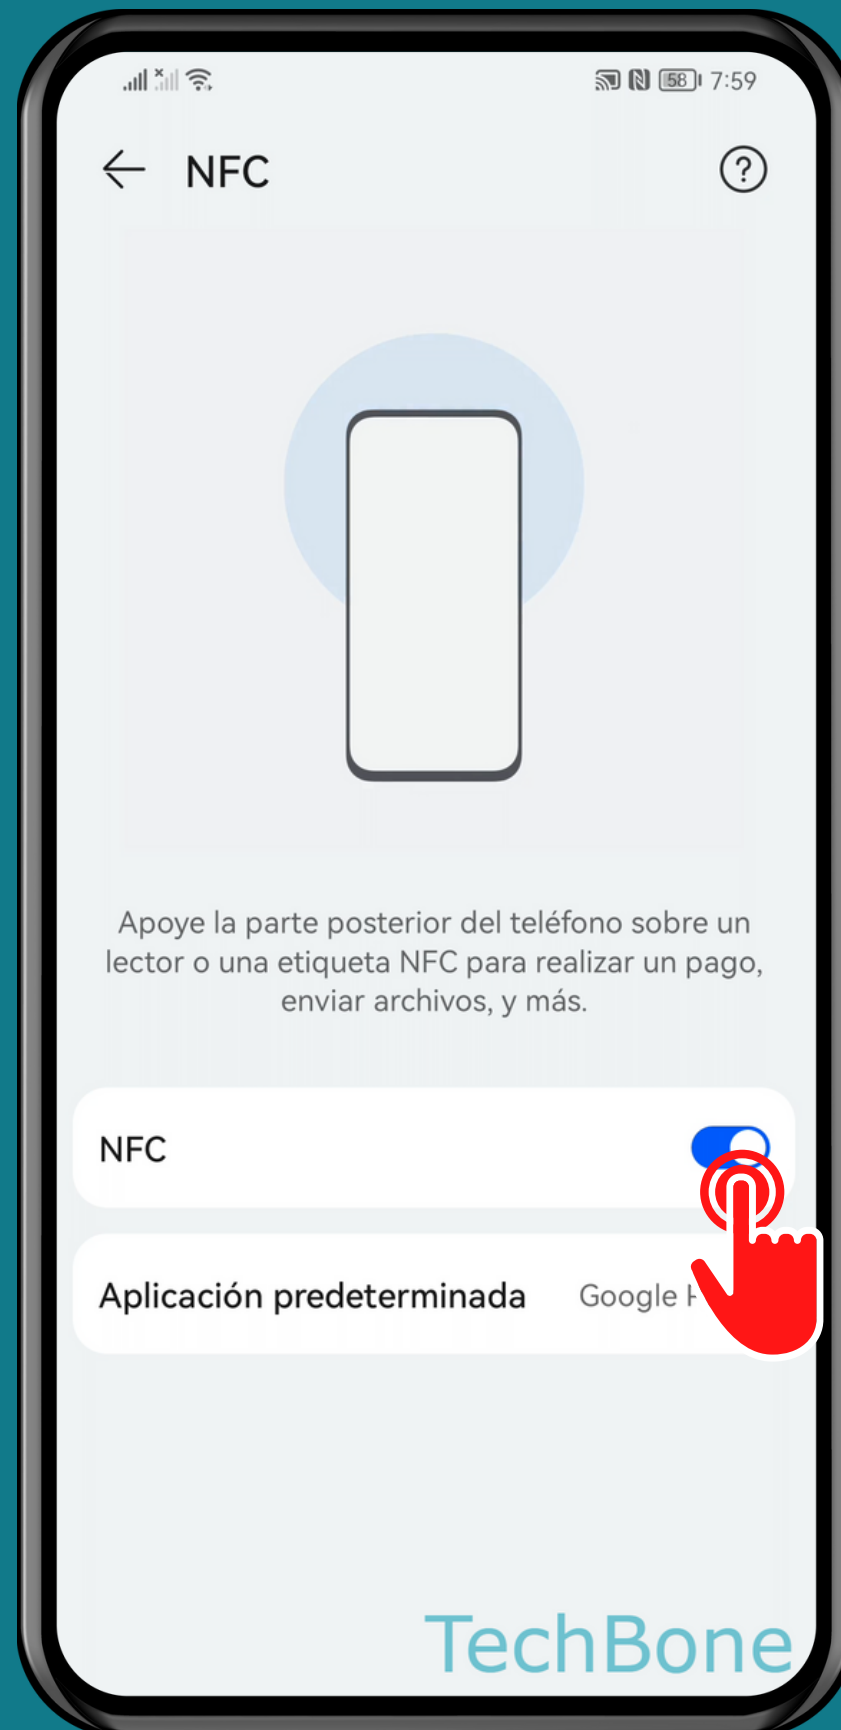 58 7:59
NFC
Apoye la parte posterior del teléfono sobre un
lector o una etiqueta NFC para realizar un pago,
enviar archivos, y más.
NFC
Aplicación predeterminada Google
TechBone